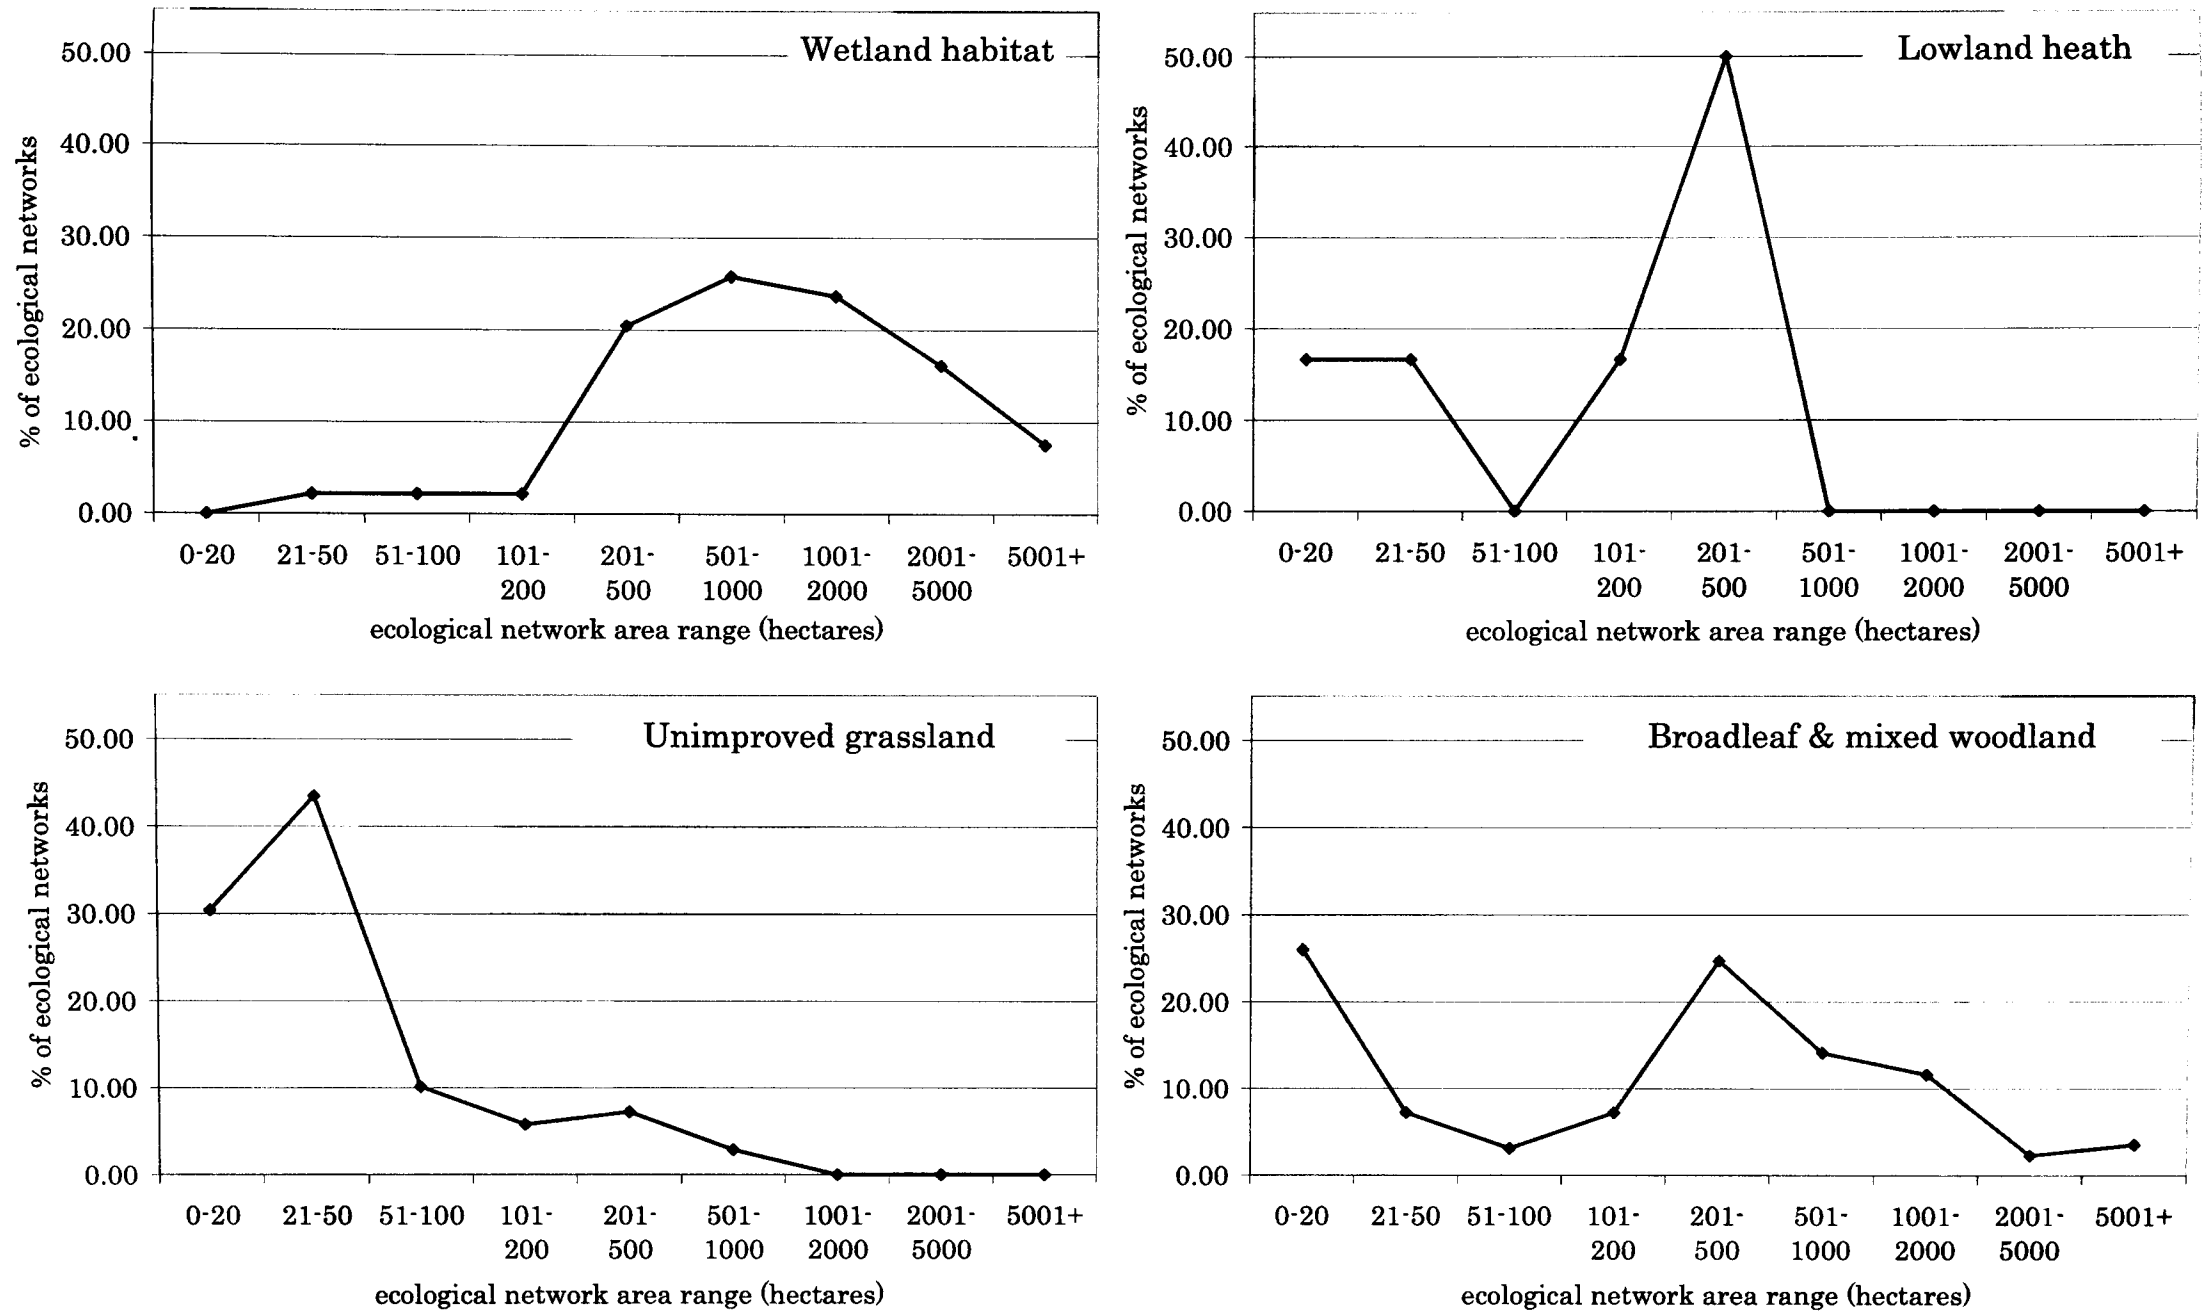 Wetland habitat
% of ecological networks
50.00
40.00
30.00
20.00
10.00
0.00
0-20 21-50 51-100 101- 201- 501- 1001- 2001- 5001+
200 500 1000 2000 5000
ecological network area range (hectares)
Lowland heath
% of ecological networks
50.00
40.00
30.00
20.00
10.00
0.00
0-20 21-50 51-100 101- 201- 501- 1001- 2001- 5001+
200 500 1000 2000 5000
ecological network area range (hectares)
Unimproved grassland
% of ecological networks
50.00
40.00
30.00
20.00
10.00
0.00
0-20 21-50 51-100 101- 201- 501- 1001- 2001- 5001+
200 500 1000 2000 5000
ecological network area range (hectares)
Broadleaf & mixed woodland
% of ecological networks
50.00
40.00
30.00
20.00
10.00
0.00
0-20 21-50 51-100 101- 201- 501- 1001- 2001- 5001+
200 500 1000 2000 5000
ecological network area range (hectares)